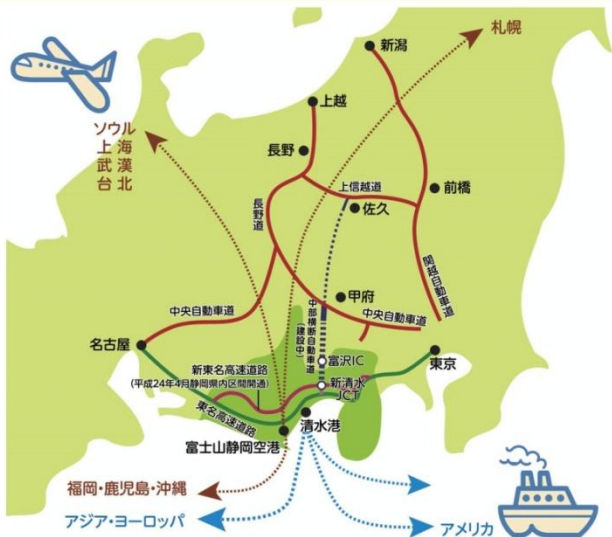 札幌
新潟
上越
ソウル
上　海
武　漢
台　北
長野
上信越道
前橋
佐久
長野道
関越自動車道
甲府
中央自動車道
中部横断自動車道
(建設中)
中央自動車道
名古屋
富沢IC
東京
新東名高速道路
(平成24年4月静岡県内区間開通)
新清水
JCT
東名高速道路
清水港
富士山静岡空港
福岡・鹿児島・沖縄
アジア・ヨーロッパ
アメリカ